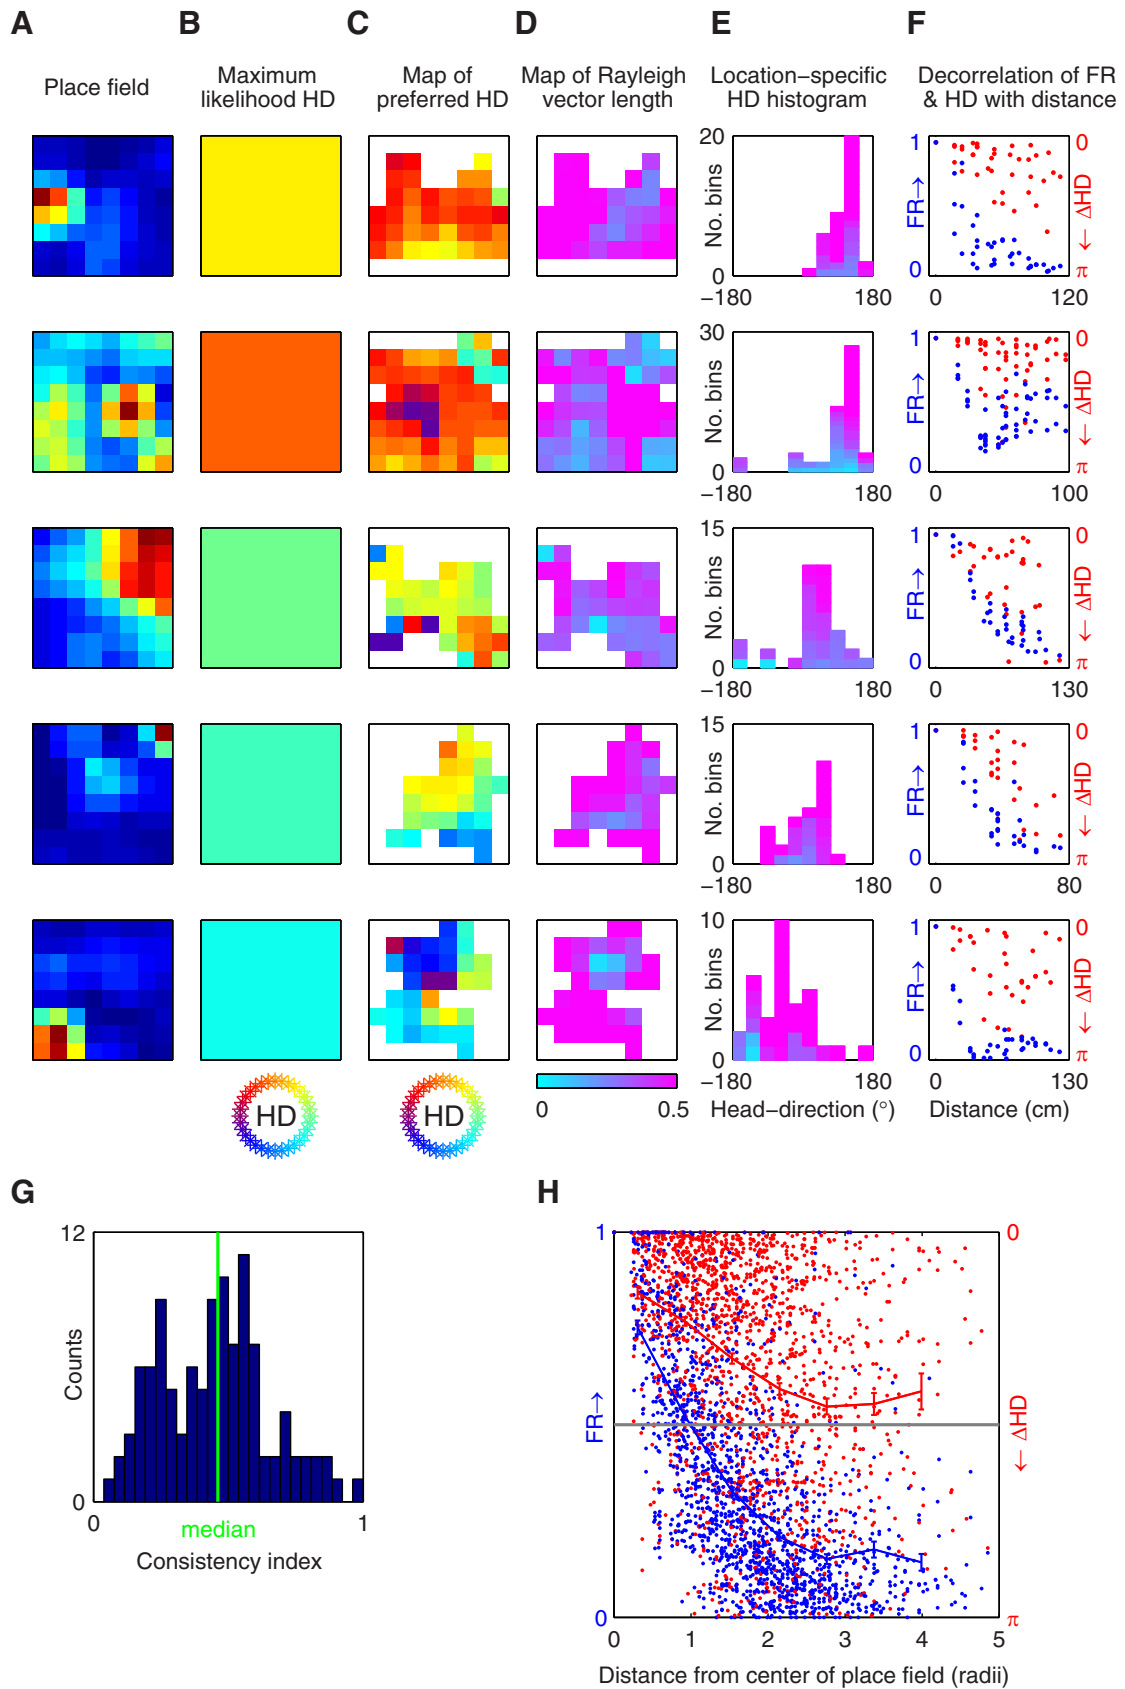 A B C D E F
Place field
Maximum
likelihood HD
Map of
preferred HD
Map of Rayleigh
vector length
Location−specific
HD histogram
Decorrelation of FR
& HD with distance
20
No. bins
0
−180 180
1
FR→
0
0
← ΔHD
π
0 120
30
No. bins
0
−180 180
1
FR→
0
0
← ΔHD
π
0 100
15
No. bins
0
−180 180
1
FR→
0
0
← ΔHD
π
0 130
15
No. bins
0
−180 180
1
FR→
0
0
← ΔHD
π
0 80
10
No. bins
0
−180 180
1
FR→
0
0
← ΔHD
π
0 130
HD
HD
0 0.5
Head−direction (°)
Distance (cm)
G
12
Counts
0
0 1
median
Consistency index
H
1
FR→
0
0
← ΔHD
π
0 1 2 3 4 5
Distance from center of place field (radii)